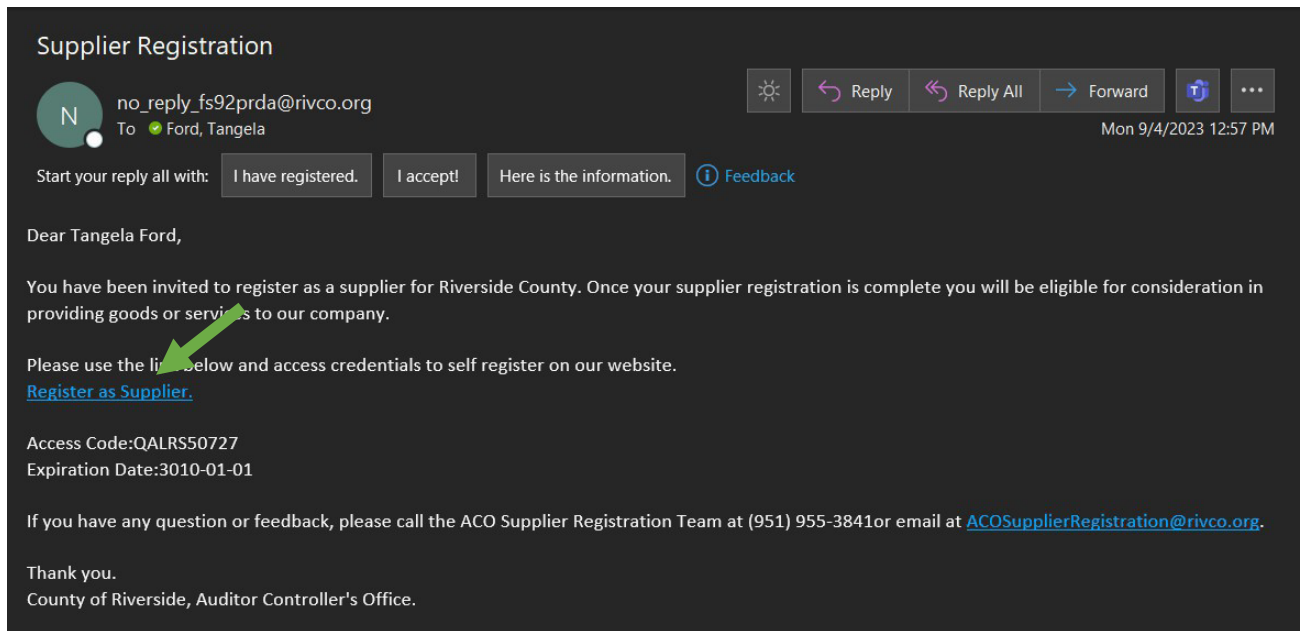 Supplier Registration
N
no_reply_fs92prda@rivco.org
To Ford, Tangela
Reply
Reply All
Forward
Mon 9/4/2023 12:57 PM
Start your reply all with:
I have registered.
I accept!
Here is the information.
Feedback
Dear Tangela Ford,
You have been invited to register as a supplier for Riverside County. Once your supplier registration is complete you will be eligible for consideration in
providing goods or services to our company.
Please use the link below and access credentials to self register on our website.
Register as Supplier.
Access Code:QALRS50727
Expiration Date:3010-01-01
If you have any question or feedback, please call the ACO Supplier Registration Team at (951) 955-3841or email at ACOSupplierRegistration@rivco.org.
Thank you.
County of Riverside, Auditor Controller's Office.